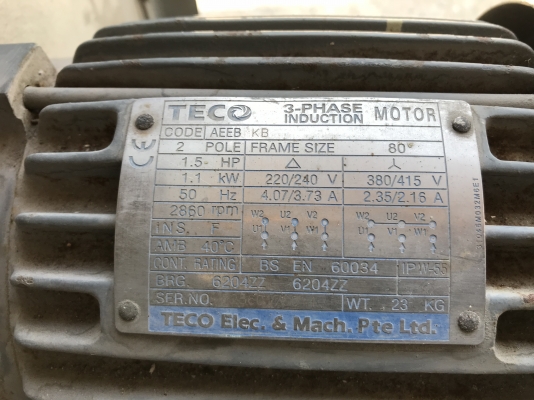 TECO 3-PHASE INDUCTION MOTOR
CODE AEEB KB
2 POLE FRAME SIZE 80
1.5 HP △ 人
1.1 kW 220/240 V 380/415 V
50 Hz 4.07/3.73 A 2.35/2.16 A
2860 rpm W2 U2 V2 W2 U2 V2
INS. F U1 V1 W1 U1 V1 W1
AMB 40°C
CONT. RATING BS EN 60034 IPW-55
BRG. 6204ZZ 6204ZZ
SER.NO. WT. 23 KG
TECO Elec. & Mach. Pte Ltd.
CE